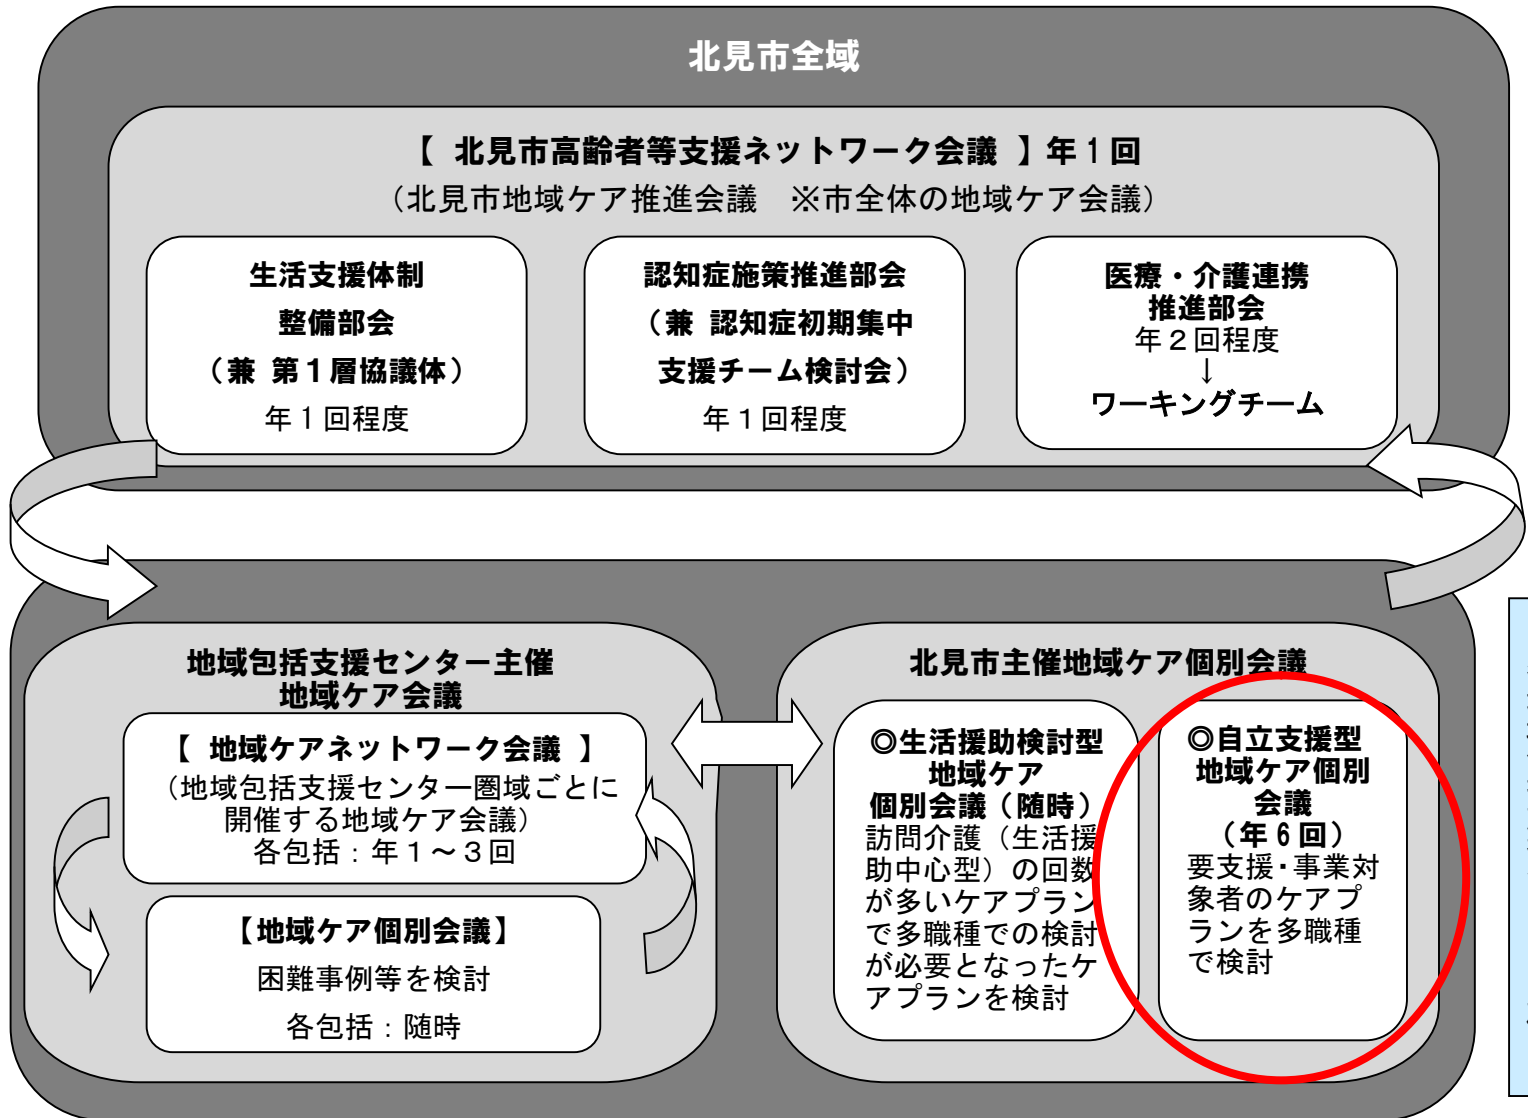 北見市全域
【 北見市高齢者等支援ネットワーク会議 】年1回
（北見市地域ケア推進会議　※市全体の地域ケア会議）
生活支援体制
整備部会
（兼 第１層協議体）
年1回程度
認知症施策推進部会
（兼 認知症初期集中
支援チーム検討会）
年１回程度
医療・介護連携
推進部会
年２回程度
↓
ワーキングチーム
地域包括支援センター主催
地域ケア会議
【 地域ケアネットワーク会議 】
（地域包括支援センター圏域ごとに
開催する地域ケア会議）
各包括：年１～３回
【地域ケア個別会議】
困難事例等を検討
各包括：随時
北見市主催地域ケア個別会議
◎生活援助検討型
地域ケア
個別会議（随時）
訪問介護（生活援
助中心型）の回数
が多いケアプラン
で多職種での検討
が必要となったケ
アプランを検討
◎自立支援型
地域ケア個別
会議
（年６回）
要支援・事業対
象者のケアプ
ランを多職種
で検討